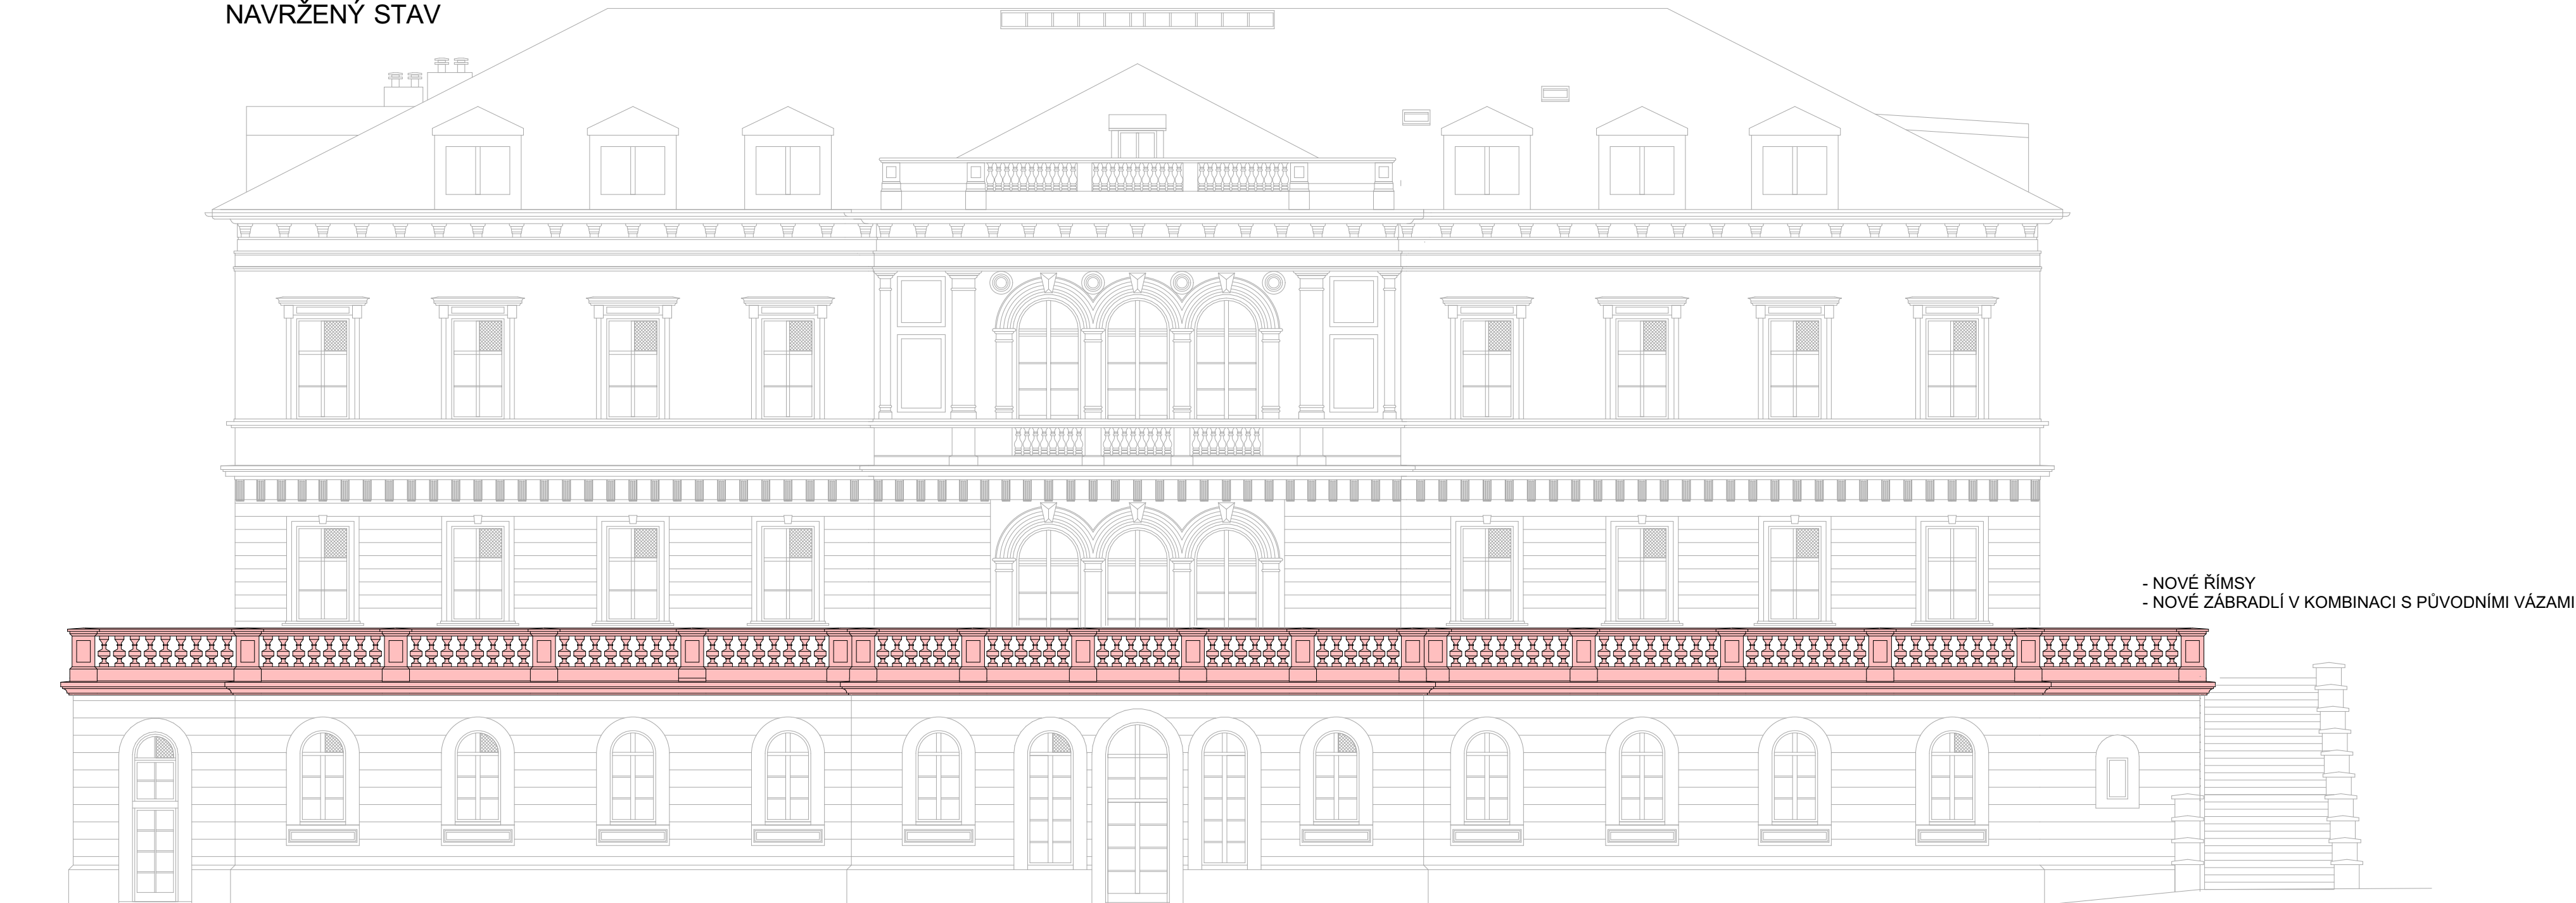 NAVRŽENÝ STAV
- NOVÉ ŘÍMSY
- NOVÉ ZÁBRADLÍ V KOMBINACI S PŮVODNÍMI VÁZAMI